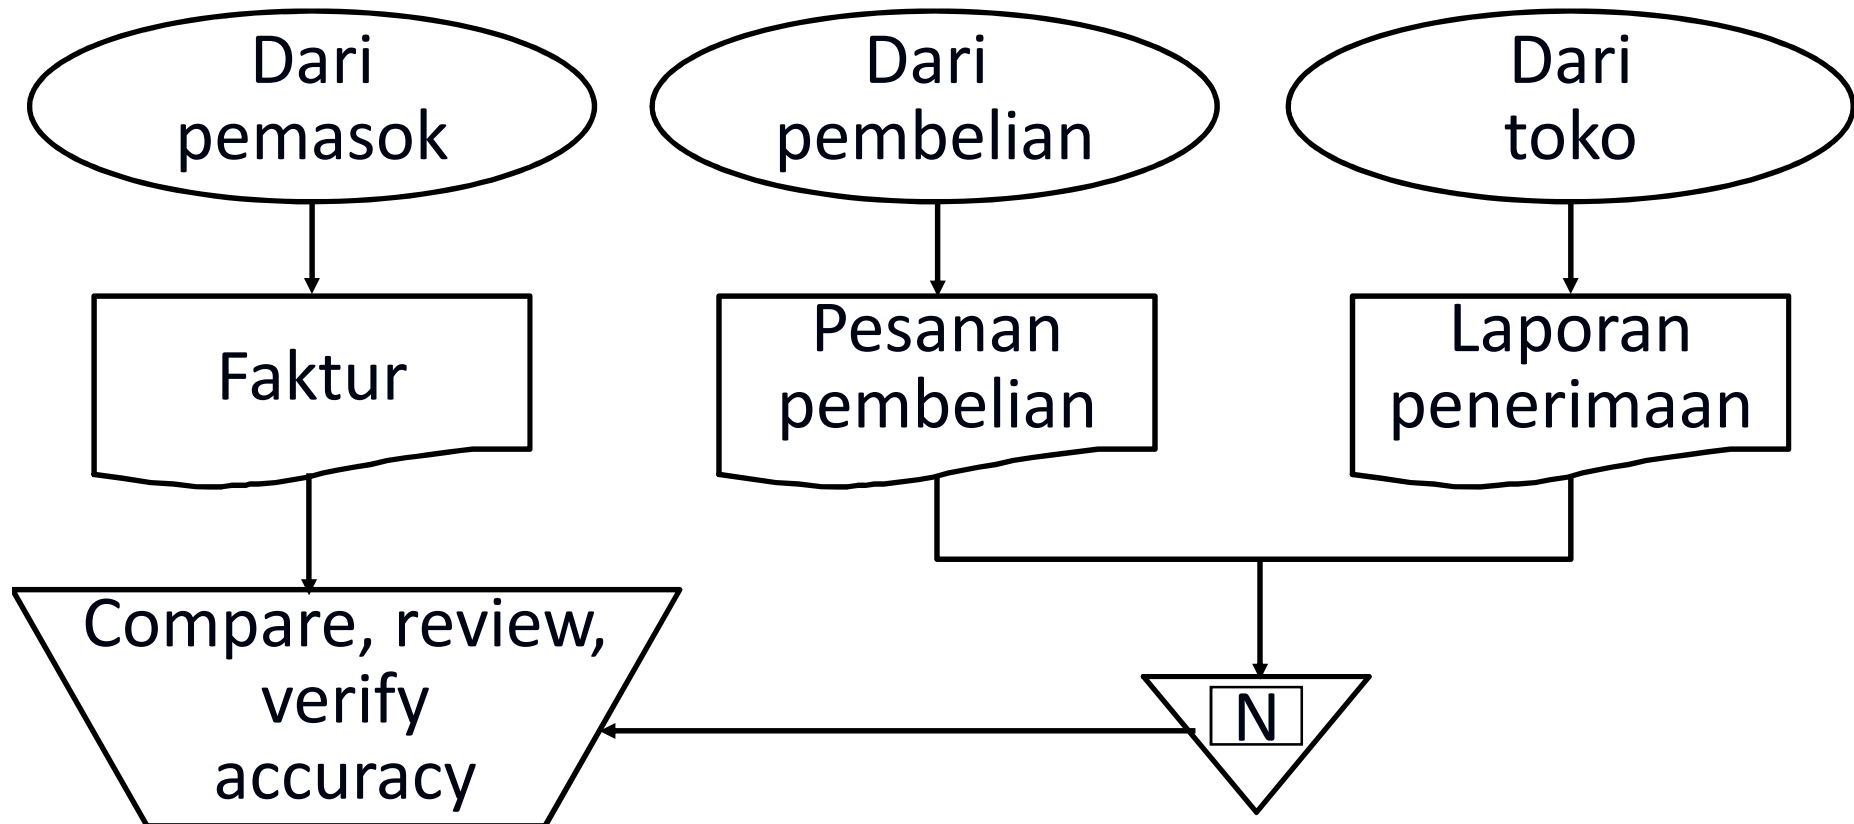 Dari
pemasok
Dari
pembelian
Dari
toko
Faktur
Pesanan
pembelian
Laporan
penerimaan
Compare, review,
verify
accuracy
N